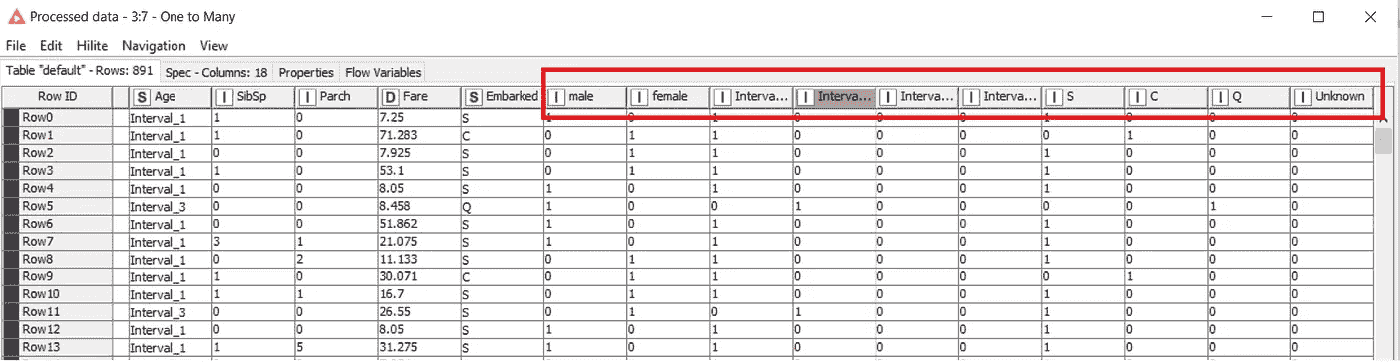 Processed data - 3:7 - One to Many
File Edit Hilite Navigation View
Table "default" - Rows: 891 Spec - Columns: 18 Properties Flow Variables
Row ID S Age I SibSp I Parch D Fare S Embarked I male I female I Interva... I Interva... I Interva... I Interva... I S I C I Q I Unknown
Row0 Interval_1 1 0 7.25 S 1 0 1 0 0 0 1 0 0 0
Row1 Interval_1 1 0 71.283 C 0 1 1 0 0 0 0 1 0 0
Row2 Interval_1 0 0 7.925 S 0 1 1 0 0 0 1 0 0 0
Row3 Interval_1 1 0 53.1 S 0 1 1 0 0 0 1 0 0 0
Row4 Interval_1 0 0 8.05 S 1 0 1 0 0 0 1 0 0 0
Row5 Interval_3 0 0 8.458 Q 1 0 0 1 0 0 0 0 1 0
Row6 Interval_1 0 0 51.862 S 1 0 1 0 0 0 1 0 0 0
Row7 Interval_1 3 1 21.075 S 1 0 1 0 0 0 1 0 0 0
Row8 Interval_1 0 2 11.133 S 0 1 1 0 0 0 1 0 0 0
Row9 Interval_1 1 0 30.071 C 0 1 1 0 0 0 0 1 0 0
Row10 Interval_1 1 1 16.7 S 0 1 1 0 0 0 1 0 0 0
Row11 Interval_3 0 0 26.55 S 0 1 0 1 0 0 1 0 0 0
Row12 Interval_1 0 0 8.05 S 1 0 1 0 0 0 1 0 0 0
Row13 Interval_1 1 5 31.275 S 1 0 1 0 0 0 1 0 0 0